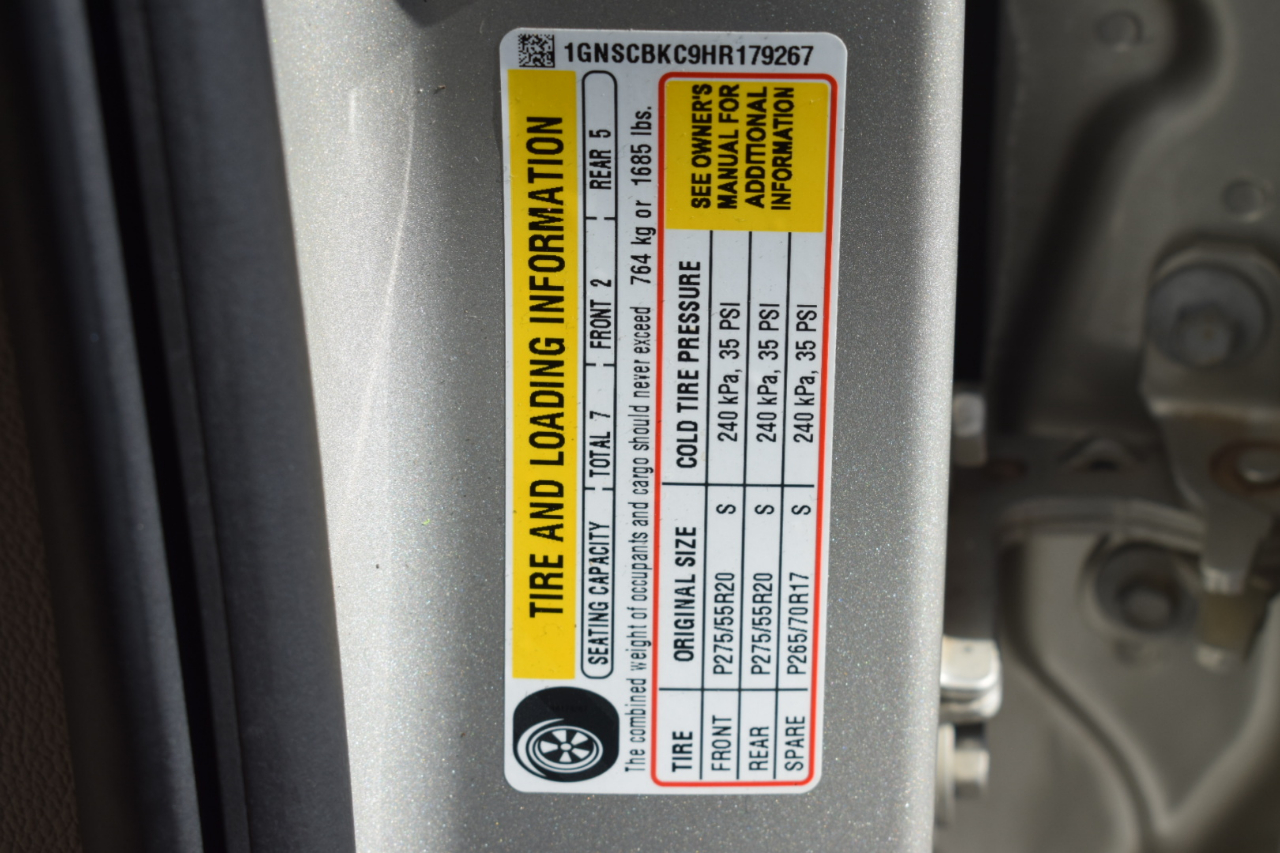 1GNSCBKC9HR179267
TIRE AND LOADING INFORMATION
SEATING CAPACITY TOTAL 7 FRONT 2 REAR 5
The combined weight of occupants and cargo should never exceed 764 kg or 1685 lbs.
TIRE ORIGINAL SIZE COLD TIRE PRESSURE
FRONT P275/55R20 S 240 kPa, 35 PSI
REAR P275/55R20 S 240 kPa, 35 PSI
SPARE P265/70R17 S 240 kPa, 35 PSI
SEE OWNER'S
MANUAL FOR
ADDITIONAL
INFORMATION